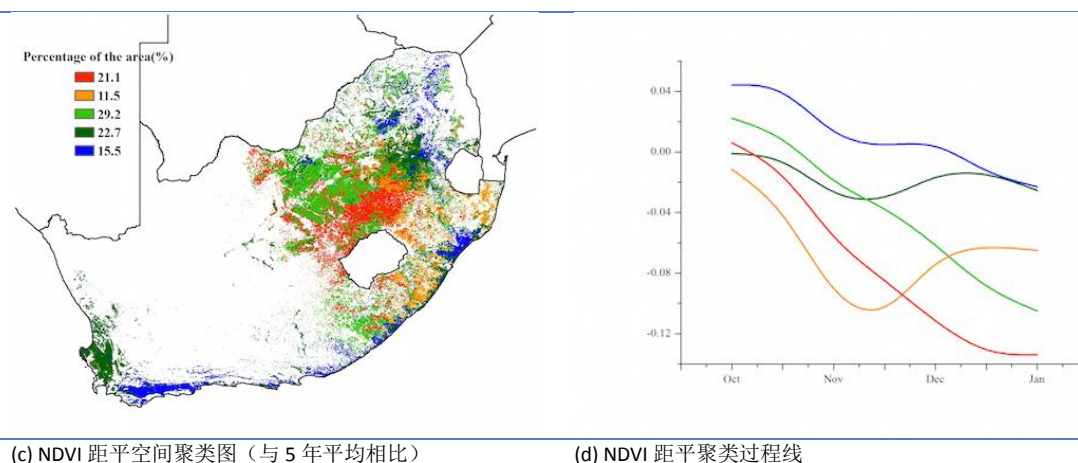 Percentage of the area(%)
21.1
11.5
29.2
22.7
15.5
0.04
0.00
-0.04
-0.08
-0.12
Oct
Nov
Dec
Jan
(c) NDVI 距平空间聚类图（与 5 年平均相比）
(d) NDVI 距平聚类过程线